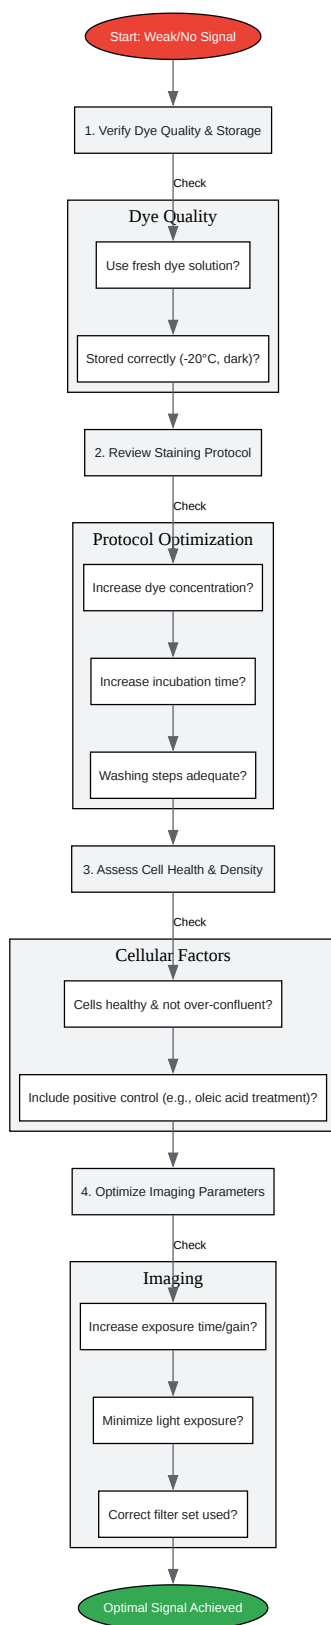 Start: Weak/No Signal
1. Verify Dye Quality & Storage
Check
Dye Quality
Use fresh dye solution?
Stored correctly (-20°C, dark)?
2. Review Staining Protocol
Check
Protocol Optimization
Increase dye concentration?
Increase incubation time?
Washing steps adequate?
3. Assess Cell Health & Density
Check
Cellular Factors
Cells healthy & not over-confluent?
Include positive control (e.g., oleic acid treatment)?
4. Optimize Imaging Parameters
Check
Imaging
Increase exposure time/gain?
Minimize light exposure?
Correct filter set used?
Optimal Signal Achieved